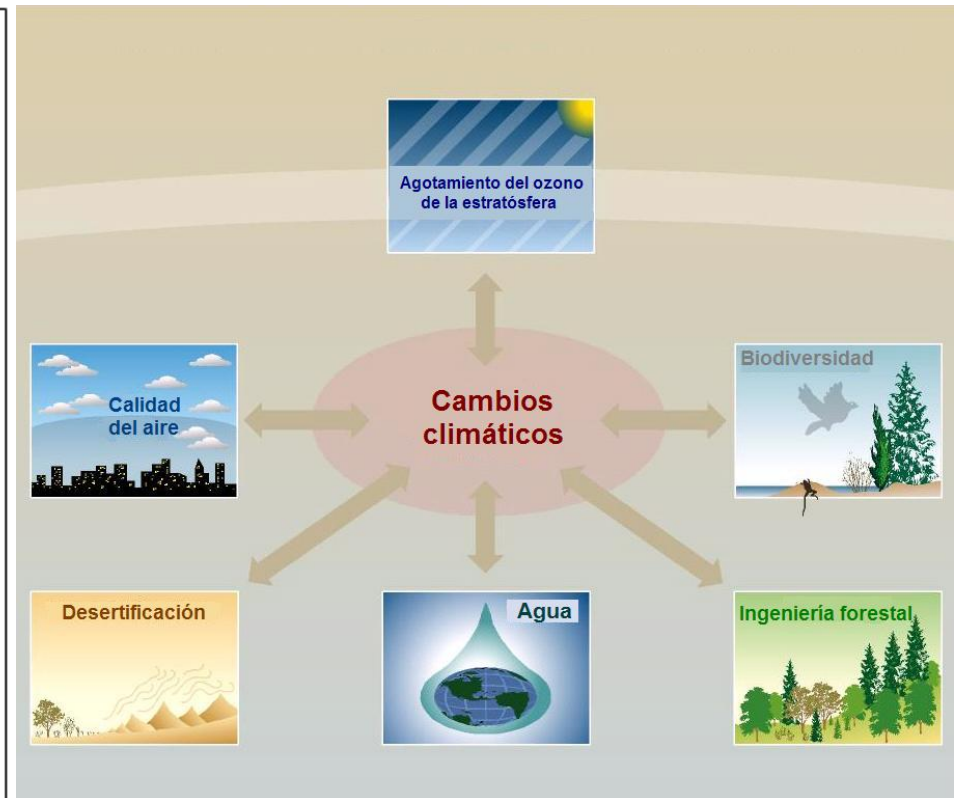 Agotamiento del ozono
de la estratósfera
Calidad
del aire
Cambios
climáticos
Biodiversidad
Desertificación
Agua
Ingeniería forestal